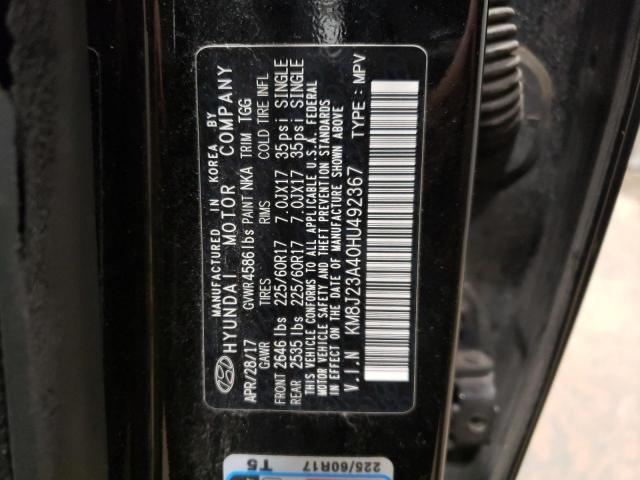 MANUFACTURED IN KOREA BY
HYUNDAI MOTOR COMPANY
APR/28/17 GVWR 4586 lbs PAINT NKA TRIM TGG
GAWR TIRES RIMS COLD TIRE INFL
FRONT 2646 lbs 225/60R17 7.0JX17 35psi SINGLE
REAR 2535 lbs 225/60R17 7.0JX17 35psi SINGLE
THIS VEHICLE CONFORMS TO ALL APPLICABLE U.S.A. FEDERAL
MOTOR VEHICLE SAFETY AND THEFT PREVENTION STANDARDS
IN EFFECT ON THE DATE OF MANUFACTURE SHOWN ABOVE
V.I.N KM8J23A40HU492367 TYPE : MPV
T5
225/60R17